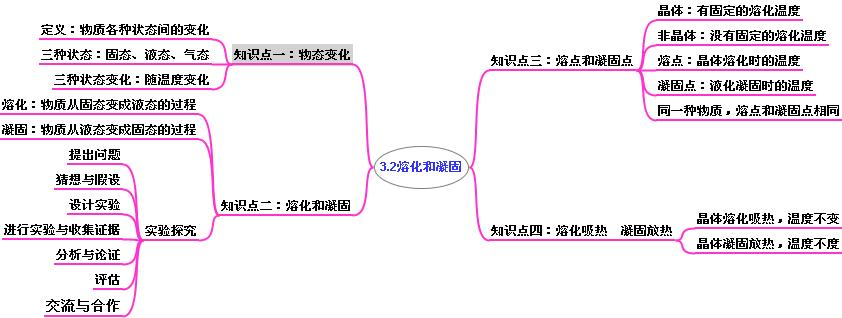 3.2熔化和凝固
知识点一：物态变化
定义：物质各种状态间的变化
三种状态：固态、液态、气态
三种状态变化：随温度变化
知识点二：熔化和凝固
熔化：物质从固态变成液态的过程
凝固：物质从液态变成固态的过程
实验探究
提出问题
猜想与假设
设计实验
进行实验与收集证据
分析与论证
评估
交流与合作
知识点三：熔点和凝固点
晶体：有固定的熔化温度
非晶体：没有固定的熔化温度
熔点：晶体熔化时的温度
凝固点：液化凝固时的温度
同一种物质，熔点和凝固点相同
知识点四：熔化吸热　凝固放热
晶体熔化吸热，温度不变
晶体凝固放热，温度不度